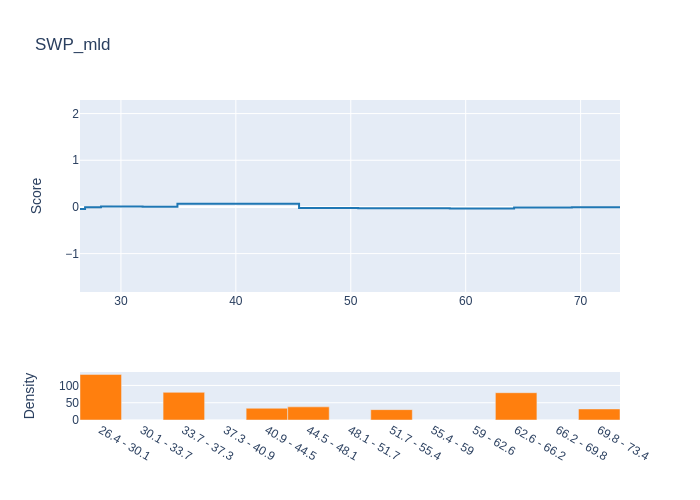 SWP_mld
2
1
0
−1
Score
30
40
50
60
70
100
50
0
Density
26.4 - 30.1
30.1 - 33.7
33.7 - 37.3
37.3 - 40.9
40.9 - 44.5
44.5 - 48.1
48.1 - 51.7
51.7 - 55.4
55.4 - 59
59 - 62.6
62.6 - 66.2
66.2 - 69.8
69.8 - 73.4